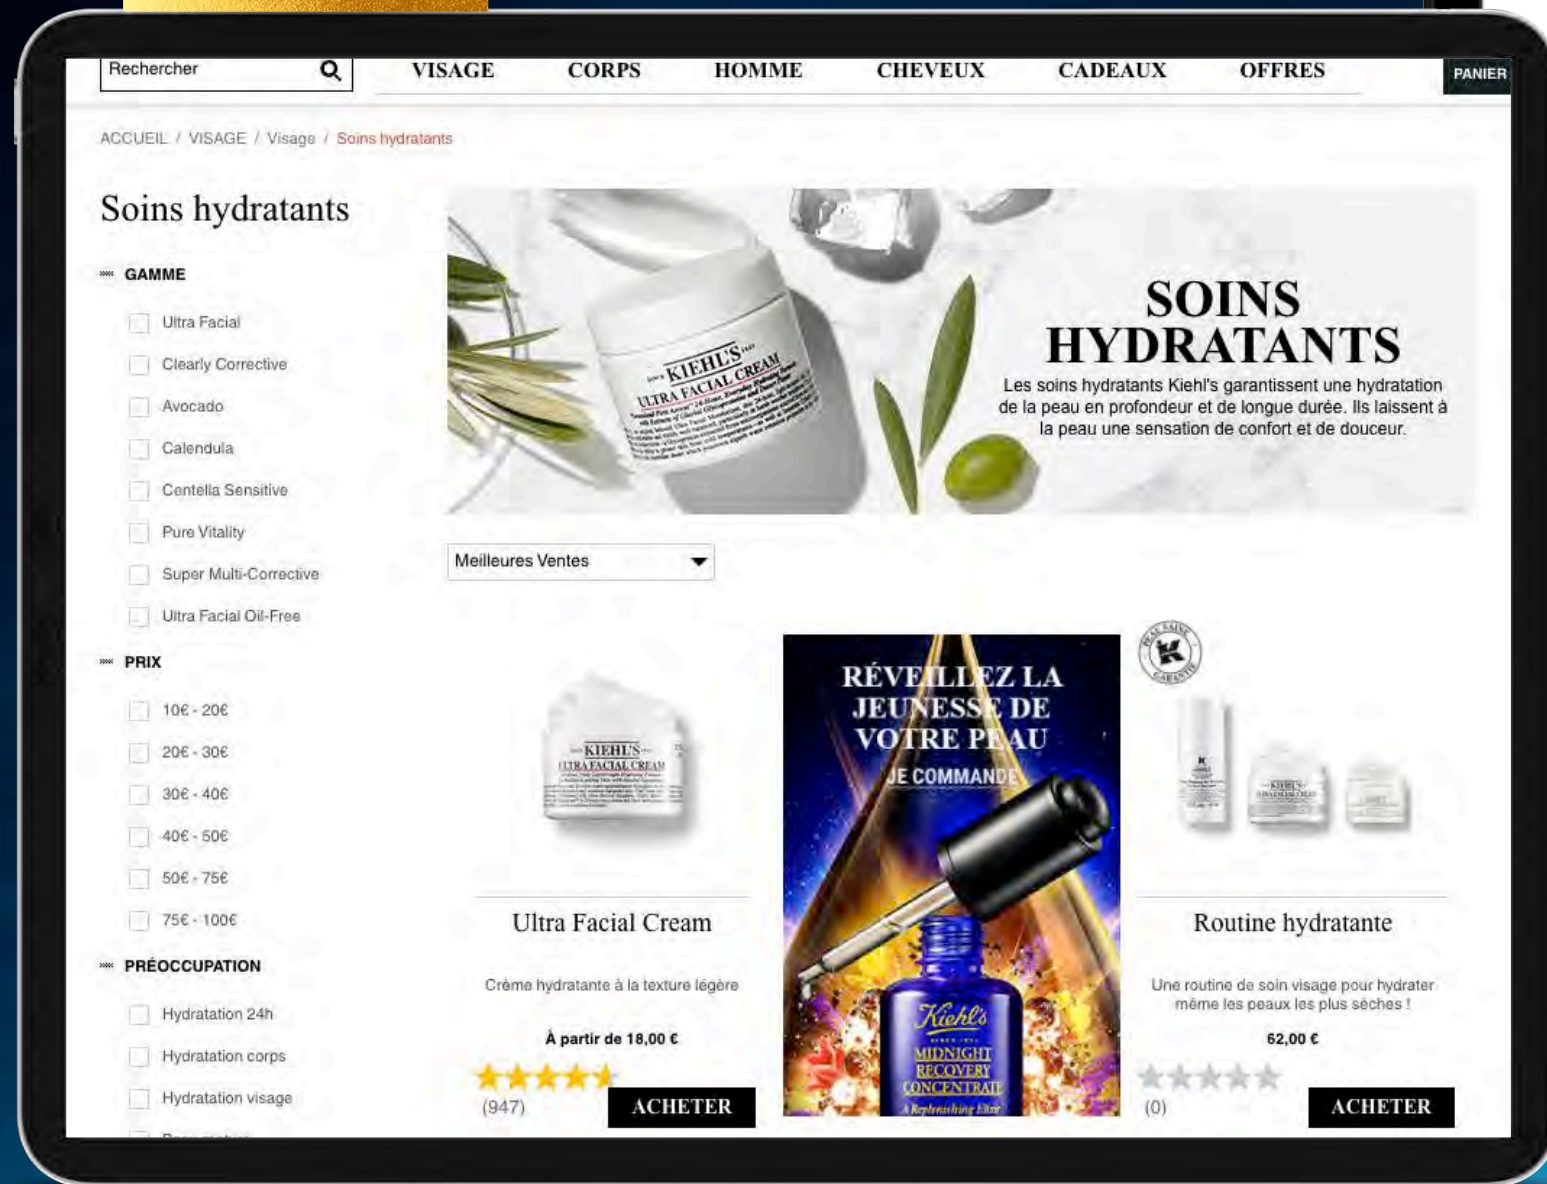 Rechercher
VISAGE
CORPS
HOMME
CHEVEUX
CADEAUX
OFFRES
PANIER
ACCUEIL / VISAGE / Visage / Soins hydratants
Soins hydratants
GAMME
Ultra Facial
Clearly Corrective
Avocado
Calendula
Centella Sensitive
Pure Vitality
Super Multi-Corrective
Ultra Facial Oil-Free
PRIX
10€ - 20€
20€ - 30€
30€ - 40€
40€ - 50€
50€ - 75€
75€ - 100€
PRÉOCCUPATION
Hydratation 24h
Hydratation corps
Hydratation visage
KIEHL'S
ULTRA FACIAL CREAM
SOINS
HYDRATANTS
Les soins hydratants Kiehl's garantissent une hydratation
de la peau en profondeur et de longue durée. Ils laissent à
la peau une sensation de confort et de douceur.
Meilleures Ventes
KIEHL'S
ULTRA FACIAL CREAM
Ultra Facial Cream
Crème hydratante à la texture légère
À partir de 18,00 €
(947)
ACHETER
RÉVEILLEZ LA
JEUNESSE DE
VOTRE PEAU
JE COMMANDE
Kiehl's
MIDNIGHT
RECOVERY
CONCENTRATE
A Replenishing Elixir
PEAU SAINE
K
GARANTIE
Routine hydratante
Une routine de soin visage pour hydrater
même les peaux les plus sèches !
62,00 €
(0)
ACHETER